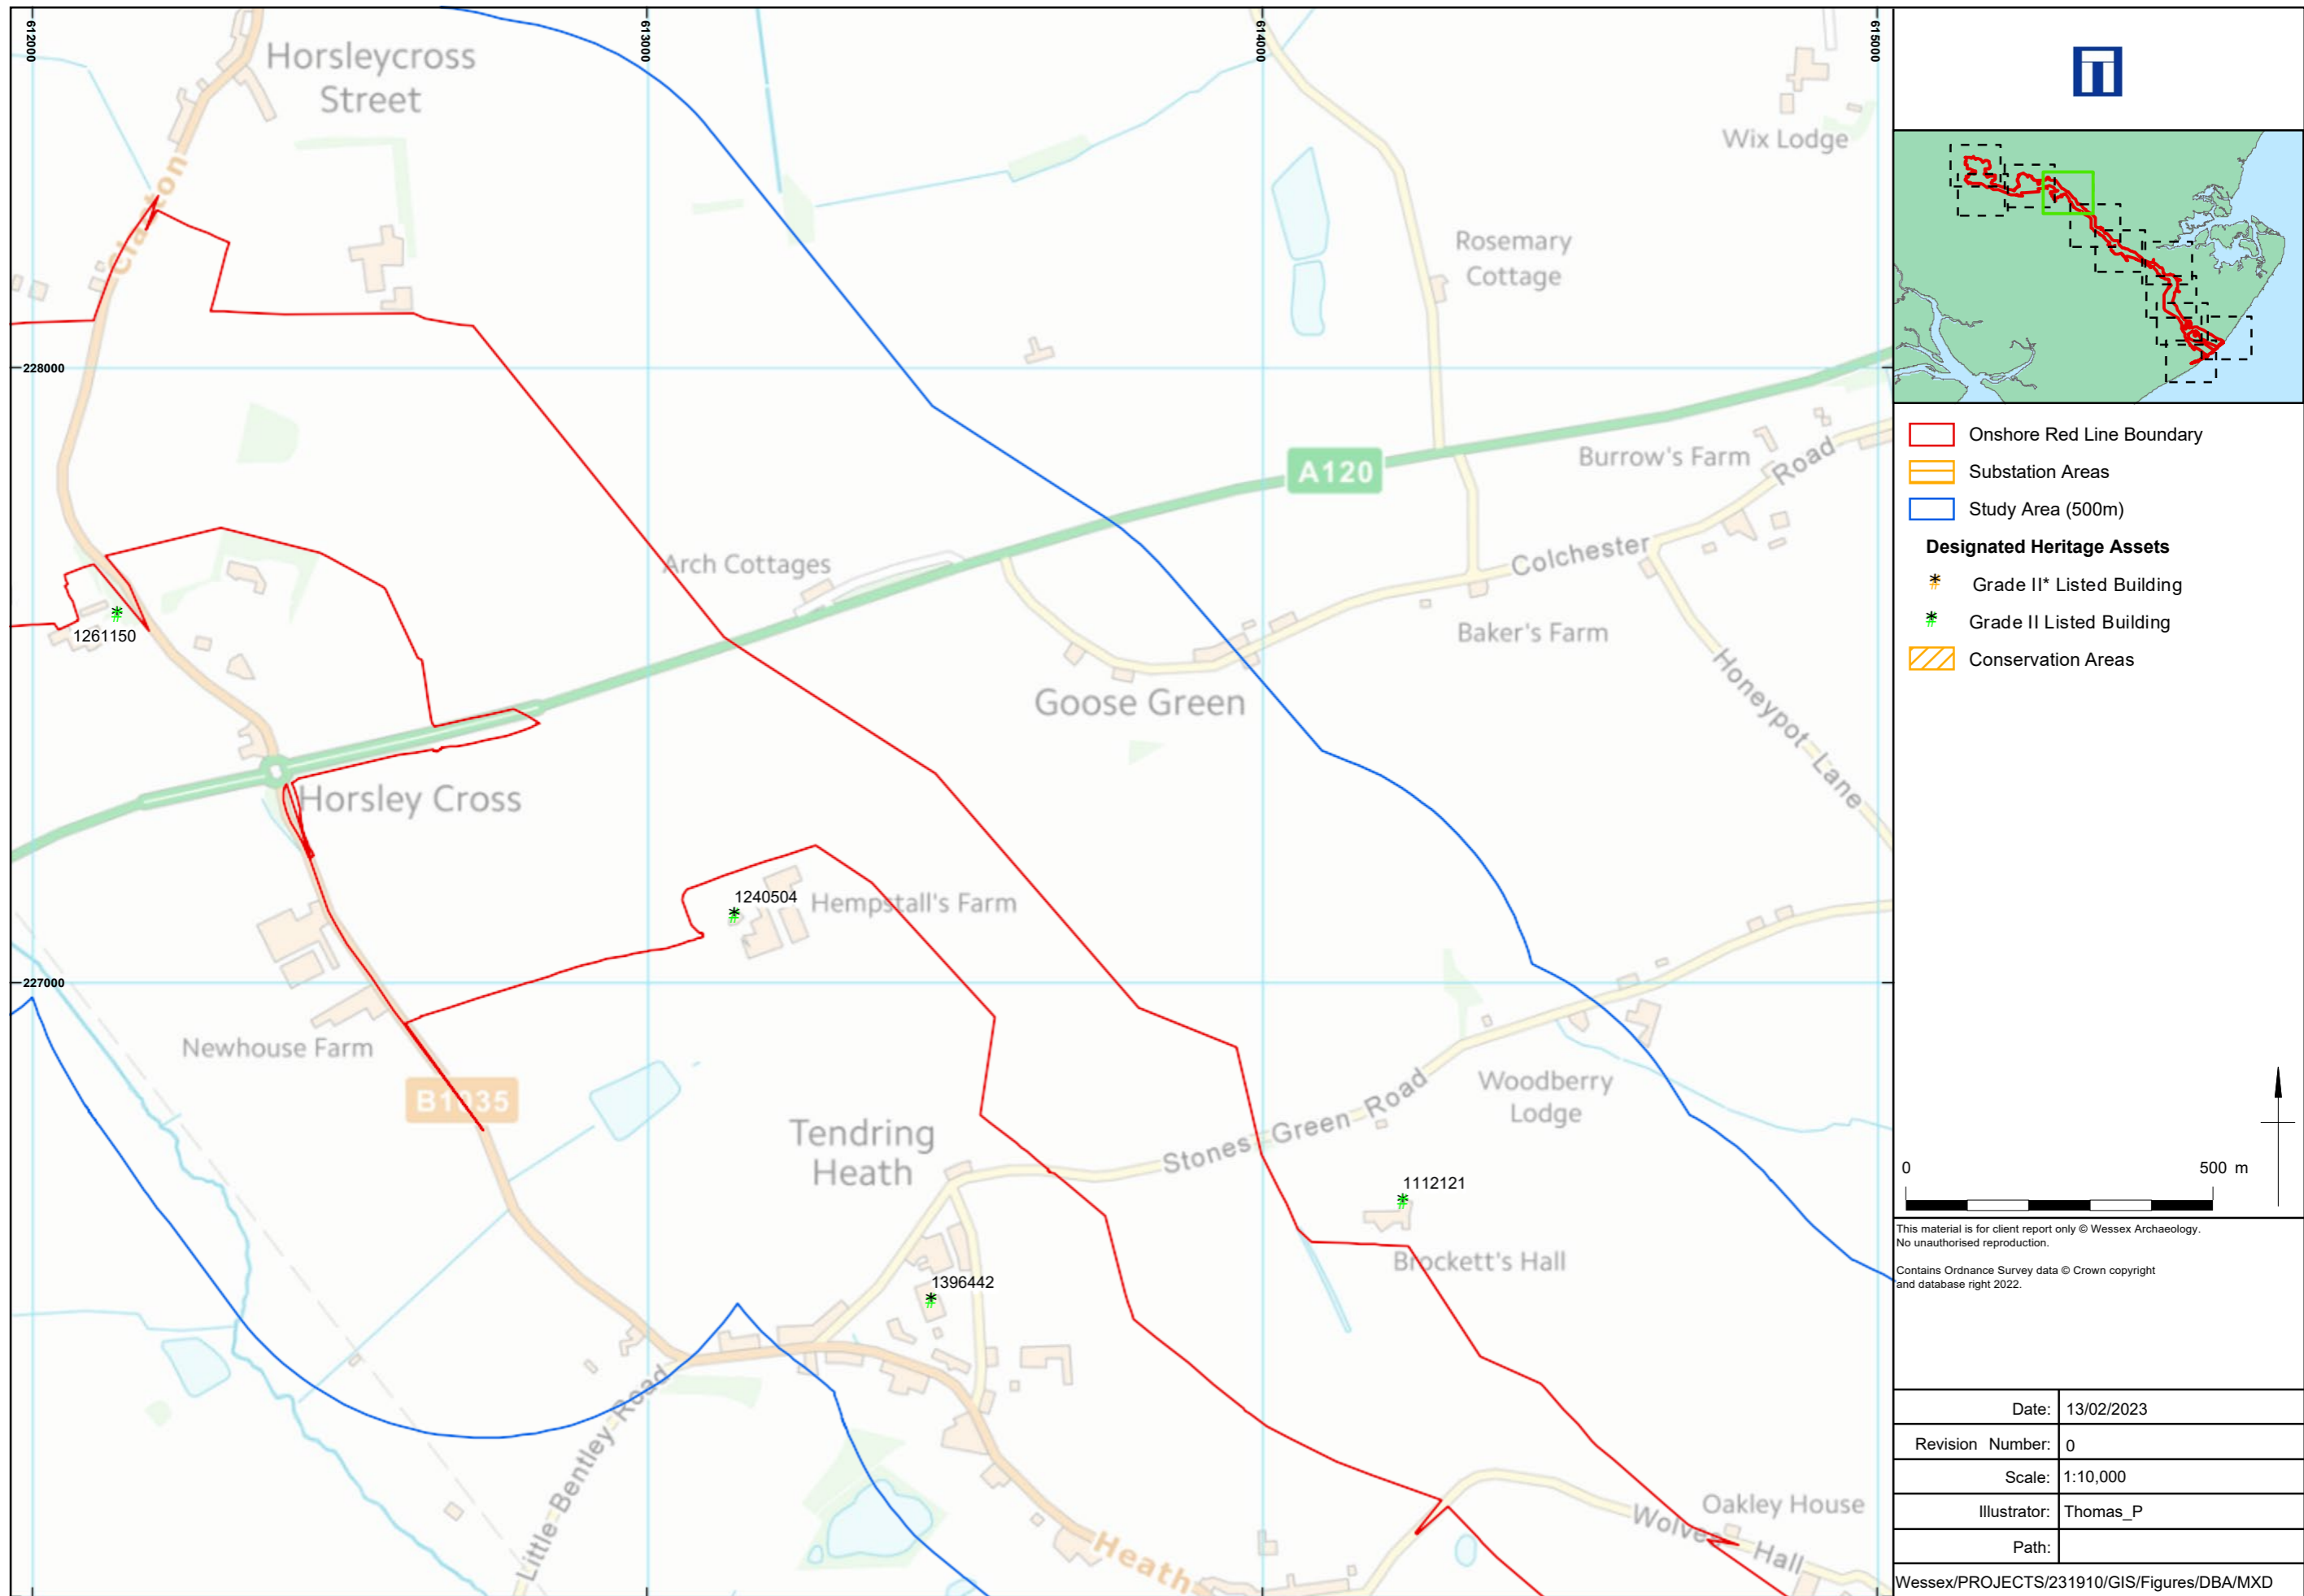 612000
613000
614000
615000
Horsleycross
Street
Clacton
Wix Lodge
Rosemary
Cottage
228000
A120
Burrow's Farm
Road
Colchester
Arch Cottages
Baker's Farm
1261150
Goose Green
Honeypot Lane
Horsley Cross
1240504
Hempstall's Farm
227000
Newhouse Farm
B1035
Tendring
Heath
Stones Green Road
Woodberry
Lodge
1112121
Brockett's Hall
1396442
Little Bentley Road
Heath
Oakley House
Wolves Hall
Onshore Red Line Boundary
Substation Areas
Study Area (500m)
Designated Heritage Assets
Grade II* Listed Building
Grade II Listed Building
Conservation Areas
0 500 m
This material is for client report only © Wessex Archaeology.
No unauthorised reproduction.
Contains Ordnance Survey data © Crown copyright
and database right 2022.
Date: 13/02/2023
Revision Number: 0
Scale: 1:10,000
Illustrator: Thomas_P
Path:
Wessex/PROJECTS/231910/GIS/Figures/DBA/MXD